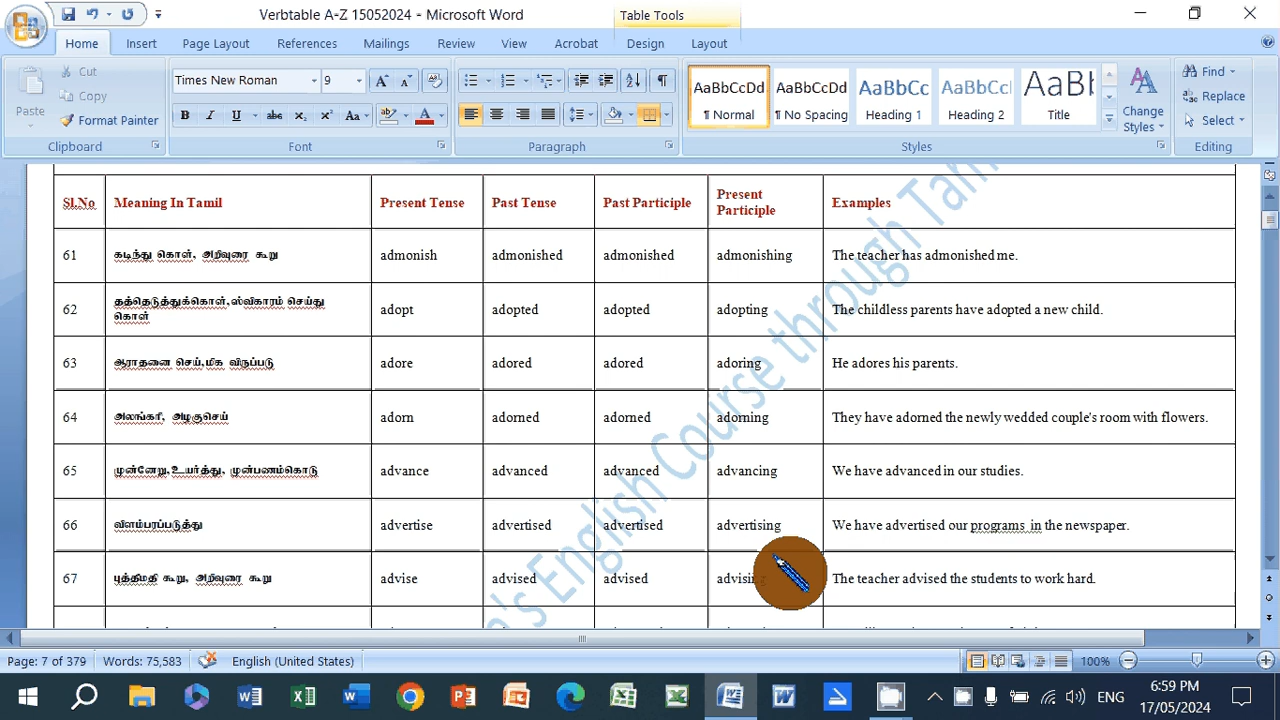 Verbtable A-Z 15052024 - Microsoft Word
Table Tools
Home Insert Page Layout References Mailings Review View Acrobat Design Layout
Paste
Cut
Copy
Format Painter
Clipboard
Times New Roman 9
Font
Paragraph
AaBbCcDd AaBbCcDd AaBbCc AaBbCc AaBb
¶ Normal ¶ No Spacing Heading 1 Heading 2 Title
Change Styles
Styles
Find
Replace
Select
Editing
Sl.No Meaning In Tamil Present Tense Past Tense Past Participle Present Participle Examples
61 கடிந்து கொள், அறிவுரை கூறு admonish admonished admonished admonishing The teacher has admonished me.
62 தத்தெடுத்துக்கொள்,ஸ்விகாரம் செய்து கொள் adopt adopted adopted adopting The childless parents have adopted a new child.
63 ஆராதனை செய்,மிக விருப்படு adore adored adored adoring He adores his parents.
64 அலங்கரி, அழகுசெய் adorn adorned adorned adorning They have adorned the newly wedded couple's room with flowers.
65 முன்னேறு,உயர்த்து, முன்பணம்கொடு advance advanced advanced advancing We have advanced in our studies.
66 விளம்பரப்படுத்து advertise advertised advertised advertising We have advertised our programs in the newspaper.
67 புத்திமதி கூறு, அறிவுரை கூறு advise advised advised advising The teacher advised the students to work hard.
's English Course through Tam
Page: 7 of 379 Words: 75,583 English (United States) 100%
ENG
6:59 PM
17/05/2024